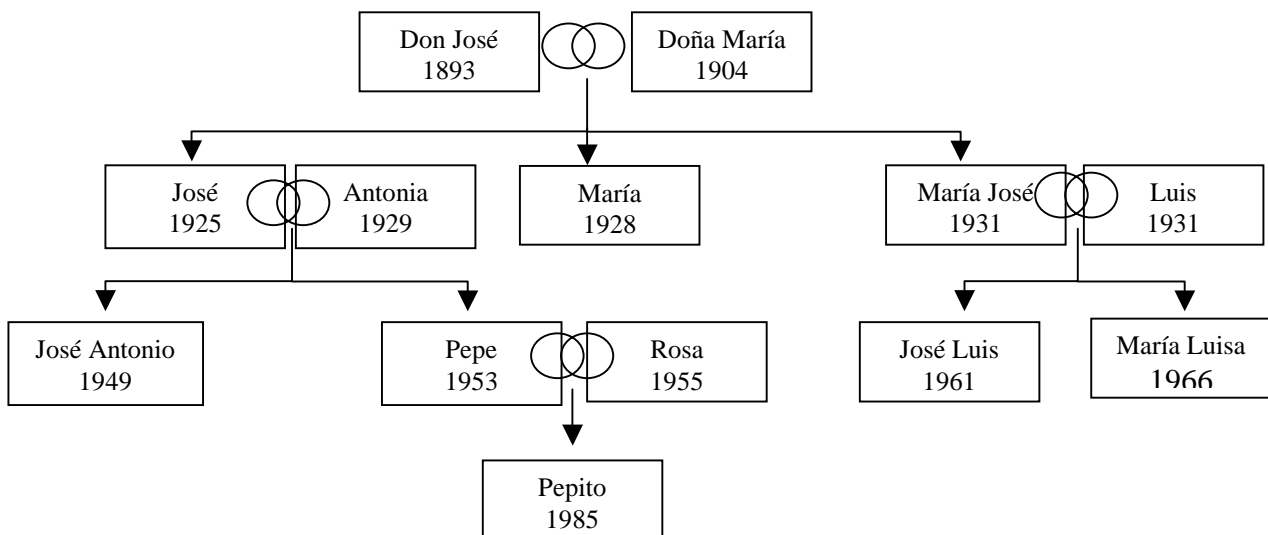 Don José
1893
Doña María
1904
José
1925
Antonia
1929
María
1928
María José
1931
Luis
1931
José Antonio
1949
Pepe
1953
Rosa
1955
José Luis
1961
María Luisa
1966
Pepito
1985